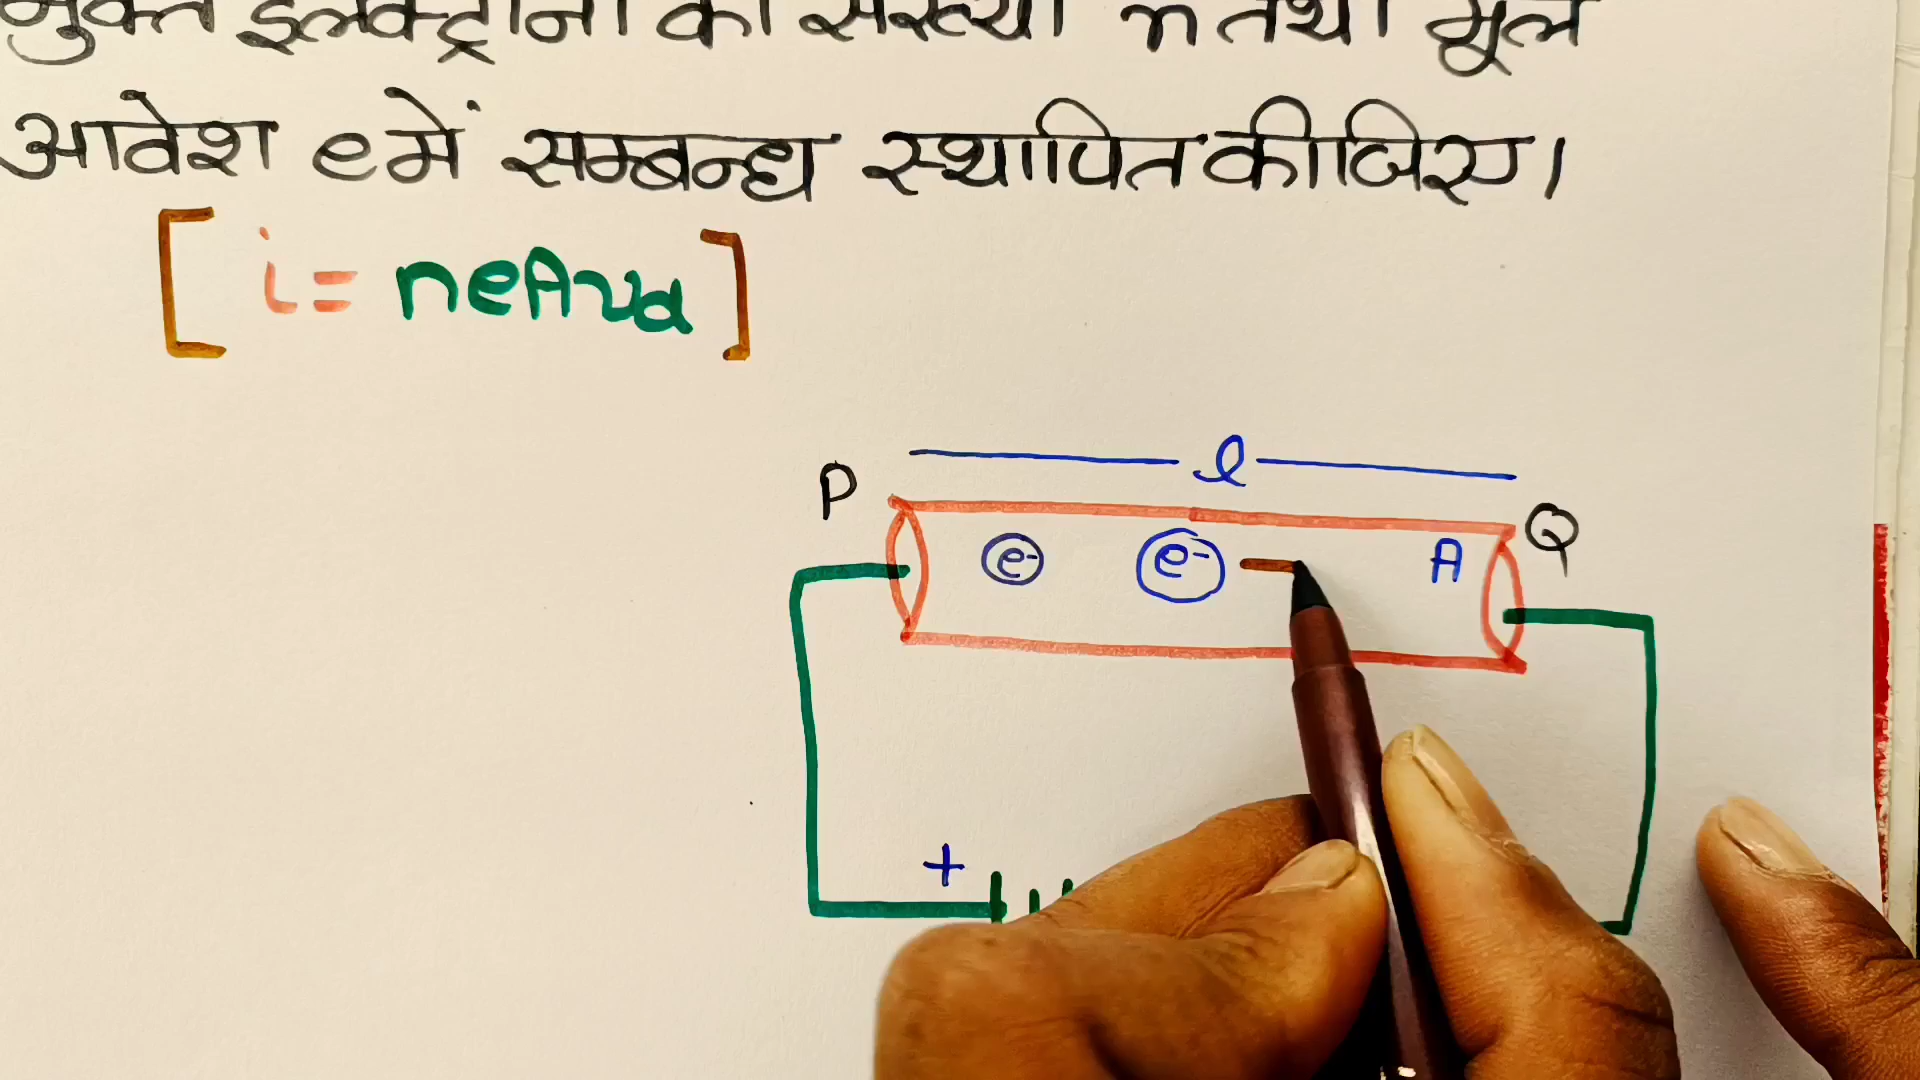 मुक्त इलेक्ट्रॉनों की संख्या n तथा मूल
आवेश e में सम्बन्ध स्थापित कीजिए।
[ i = neAvd ]
l
P
Q
e-
e-
A
+